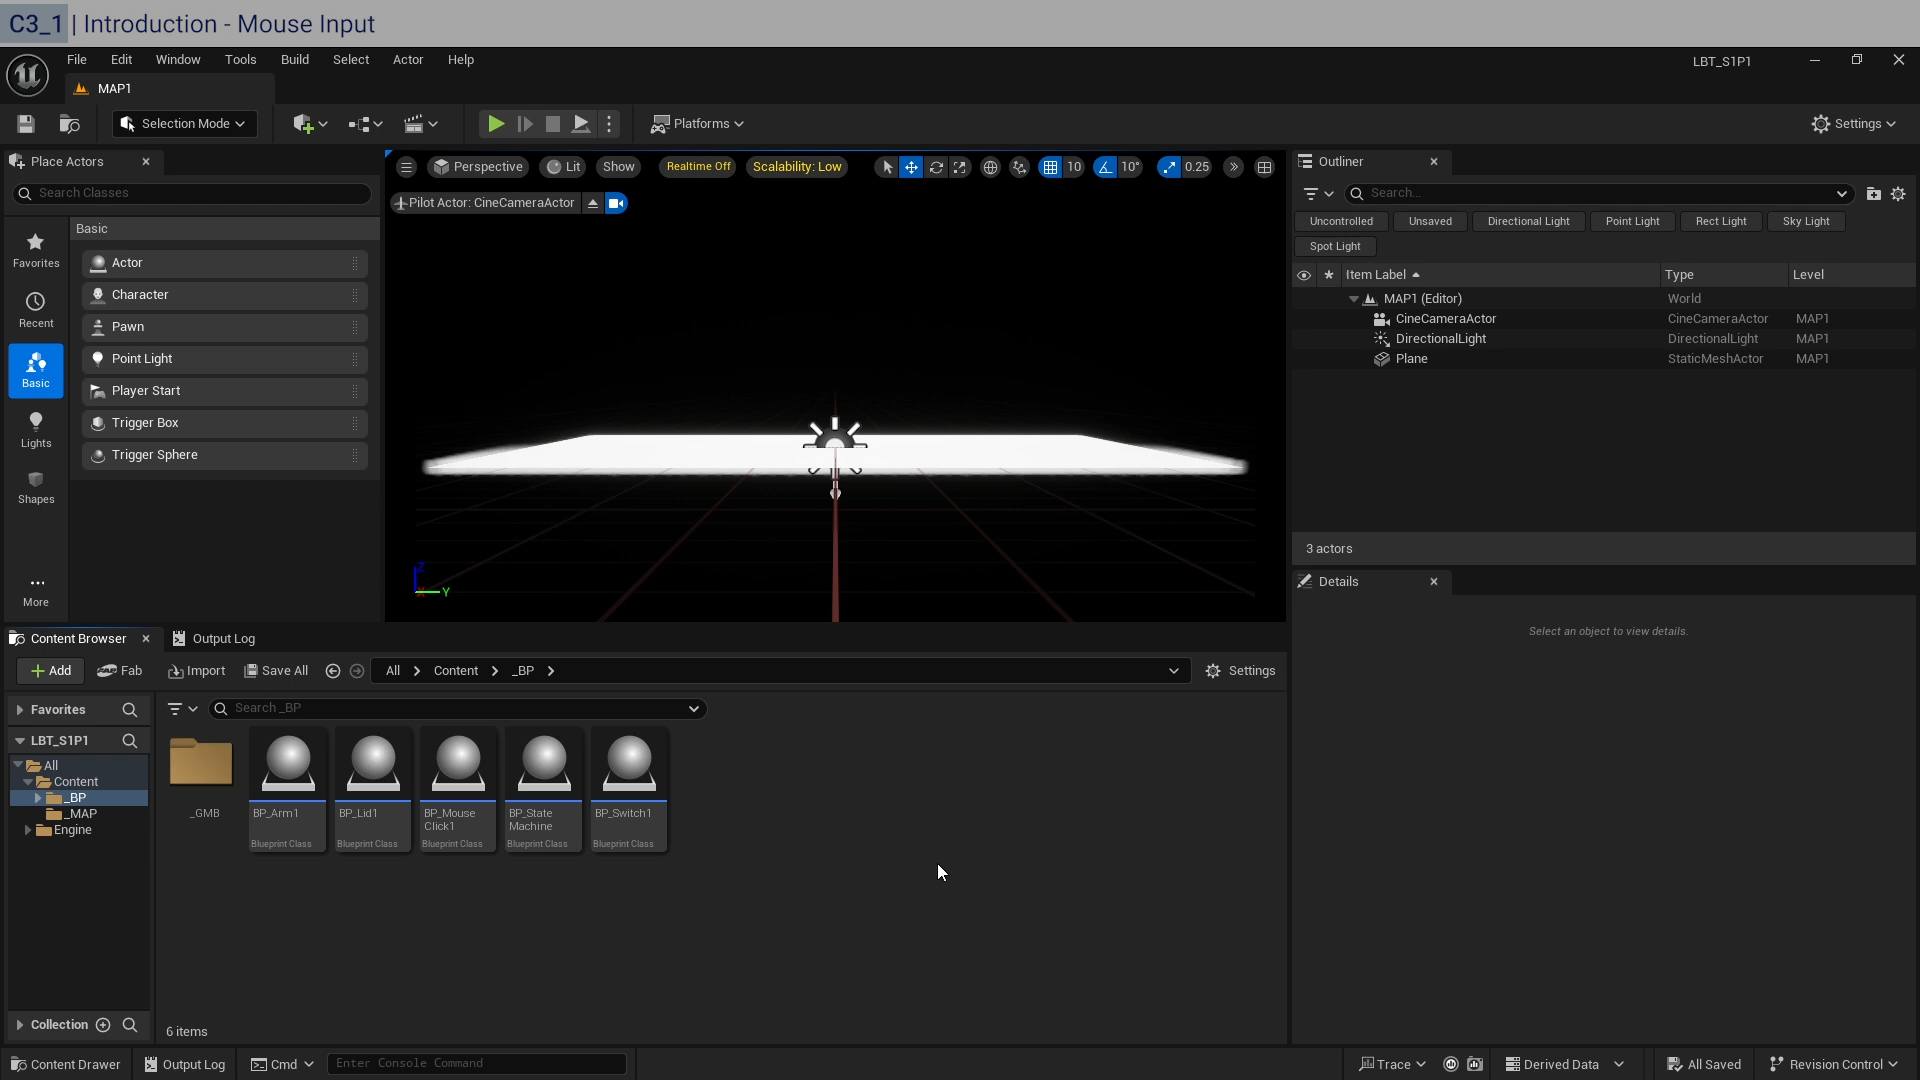 C3_1 | Introduction - Mouse Input
File Edit Window Tools Build Select Actor Help
LBT_S1P1
MAP1
Selection Mode
Platforms
Settings
Place Actors
Search Classes
Favorites
Recent
Basic
Lights
Shapes
More
Basic
Actor
Character
Pawn
Point Light
Player Start
Trigger Box
Trigger Sphere
Perspective Lit Show Realtime Off Scalability: Low 10 10° 0.25
Pilot Actor: CineCameraActor
Z
Y
Outliner
Search...
Uncontrolled Unsaved Directional Light Point Light Rect Light Sky Light
Spot Light
Item Label Type Level
MAP1 (Editor) World
CineCameraActor CineCameraActor MAP1
DirectionalLight DirectionalLight MAP1
Plane StaticMeshActor MAP1
3 actors
Details
Select an object to view details.
Content Browser Output Log
Add Fab Import Save All All Content _BP Settings
Favorites
LBT_S1P1
All
Content
_BP
_MAP
Engine
Collection
Search _BP
_GMB
BP_Arm1
Blueprint Class
BP_Lid1
Blueprint Class
BP_Mouse
Click1
Blueprint Class
BP_State
Machine
Blueprint Class
BP_Switch1
Blueprint Class
6 items
Content Drawer Output Log Cmd Enter Console Command Trace Derived Data All Saved Revision Control